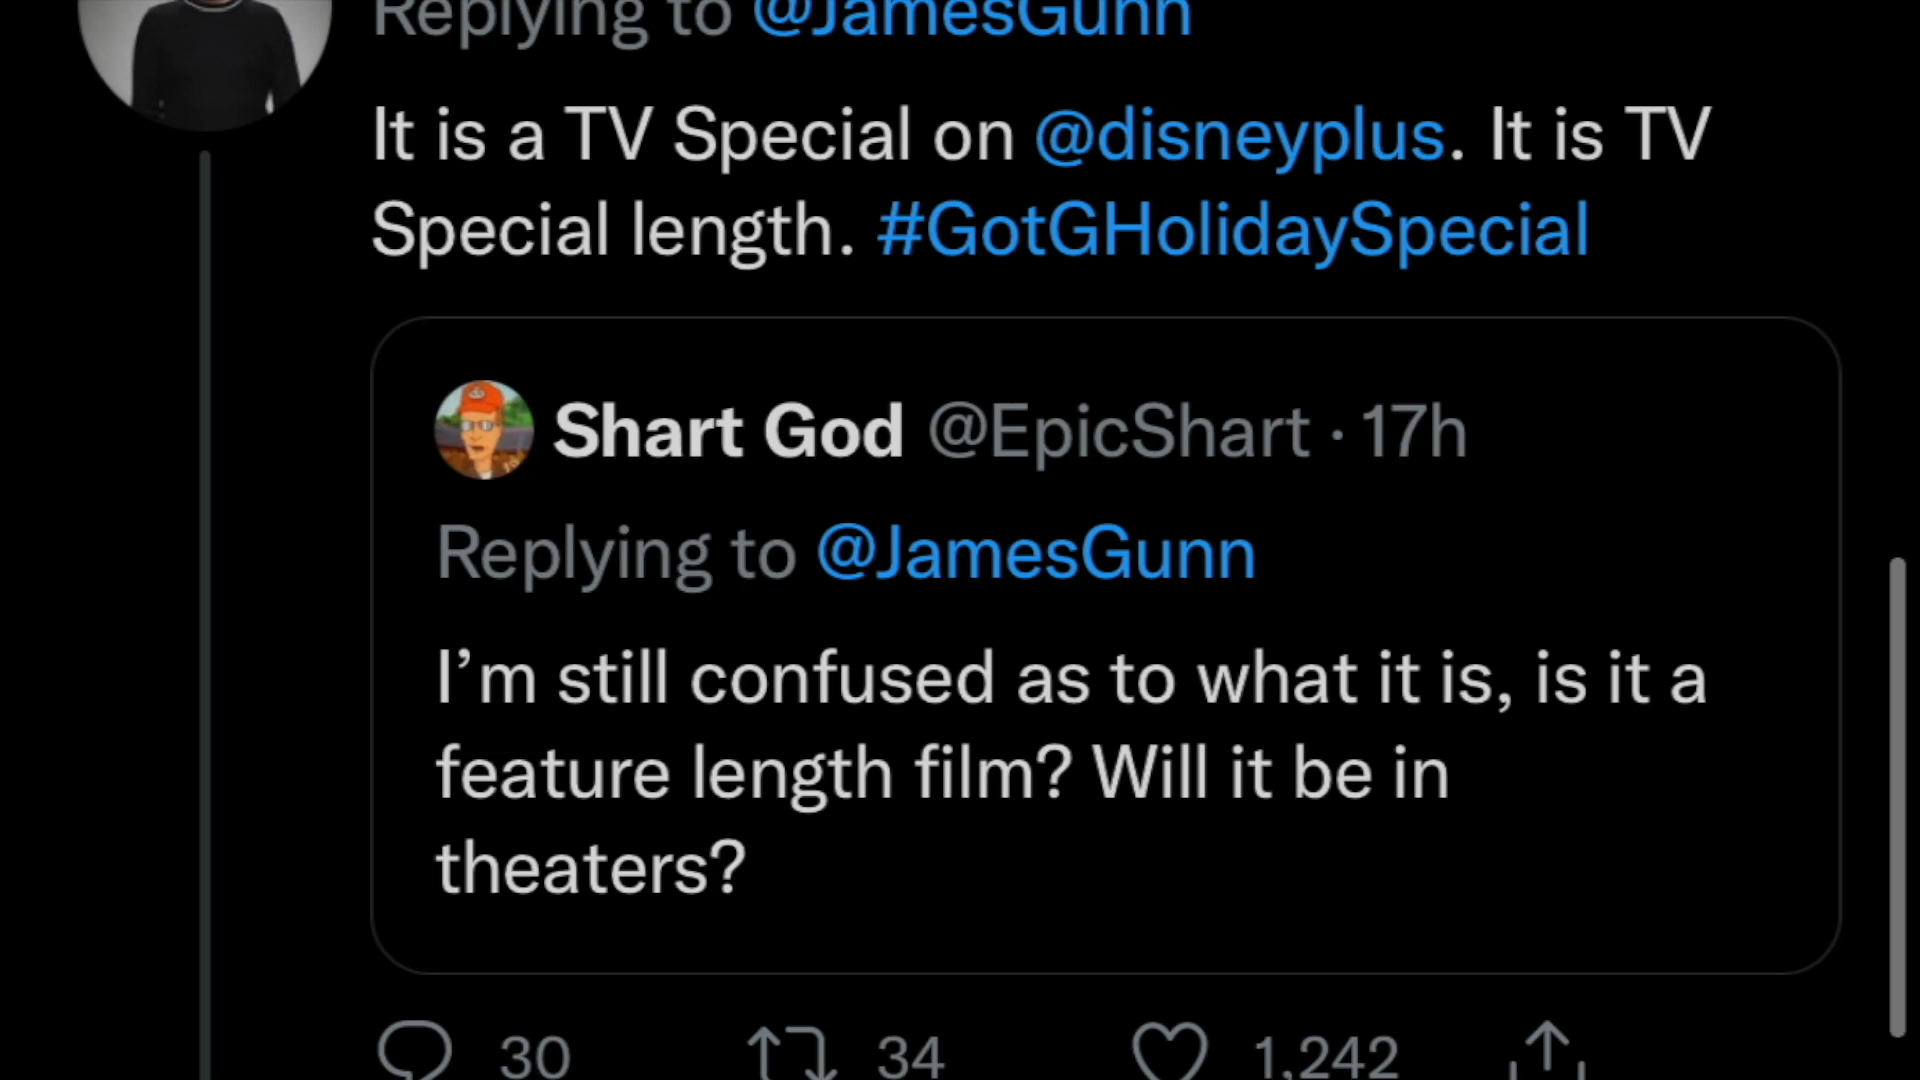 Replying to @JamesGunn
It is a TV Special on @disneyplus. It is TV
Special length. #GotGHolidaySpecial
Shart God @EpicShart · 17h
Replying to @JamesGunn
I’m still confused as to what it is, is it a
feature length film? Will it be in
theaters?
30 34 1,242